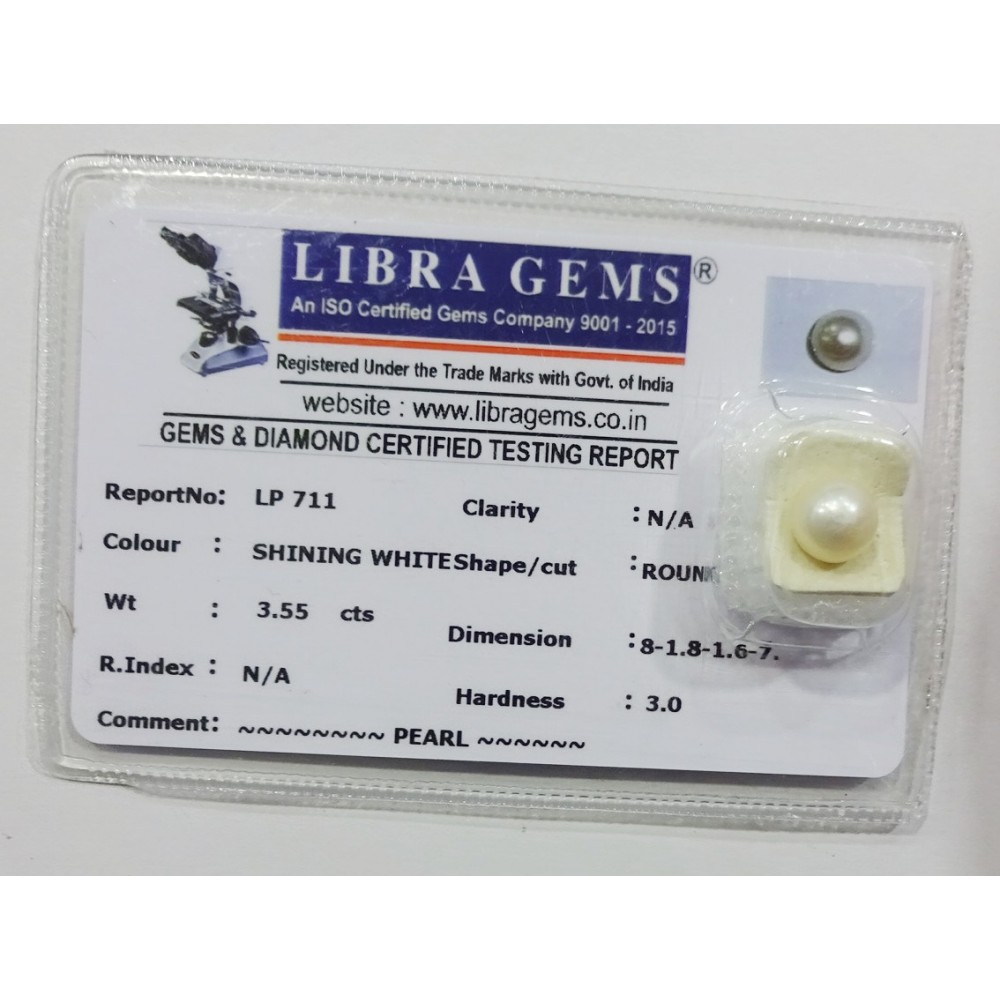 LIBRA GEMS ®
An ISO Certified Gems Company 9001 - 2015
Registered Under the Trade Marks with Govt. of India
website : www.libragems.co.in
GEMS & DIAMOND CERTIFIED TESTING REPORT
ReportNo: LP 711 Clarity : N/A
Colour : SHINING WHITE Shape/cut : ROUN
Wt : 3.55 cts Dimension : 8-1.8-1.6-7.
R.Index : N/A Hardness : 3.0
Comment: ~~~~~~~~ PEARL ~~~~~~